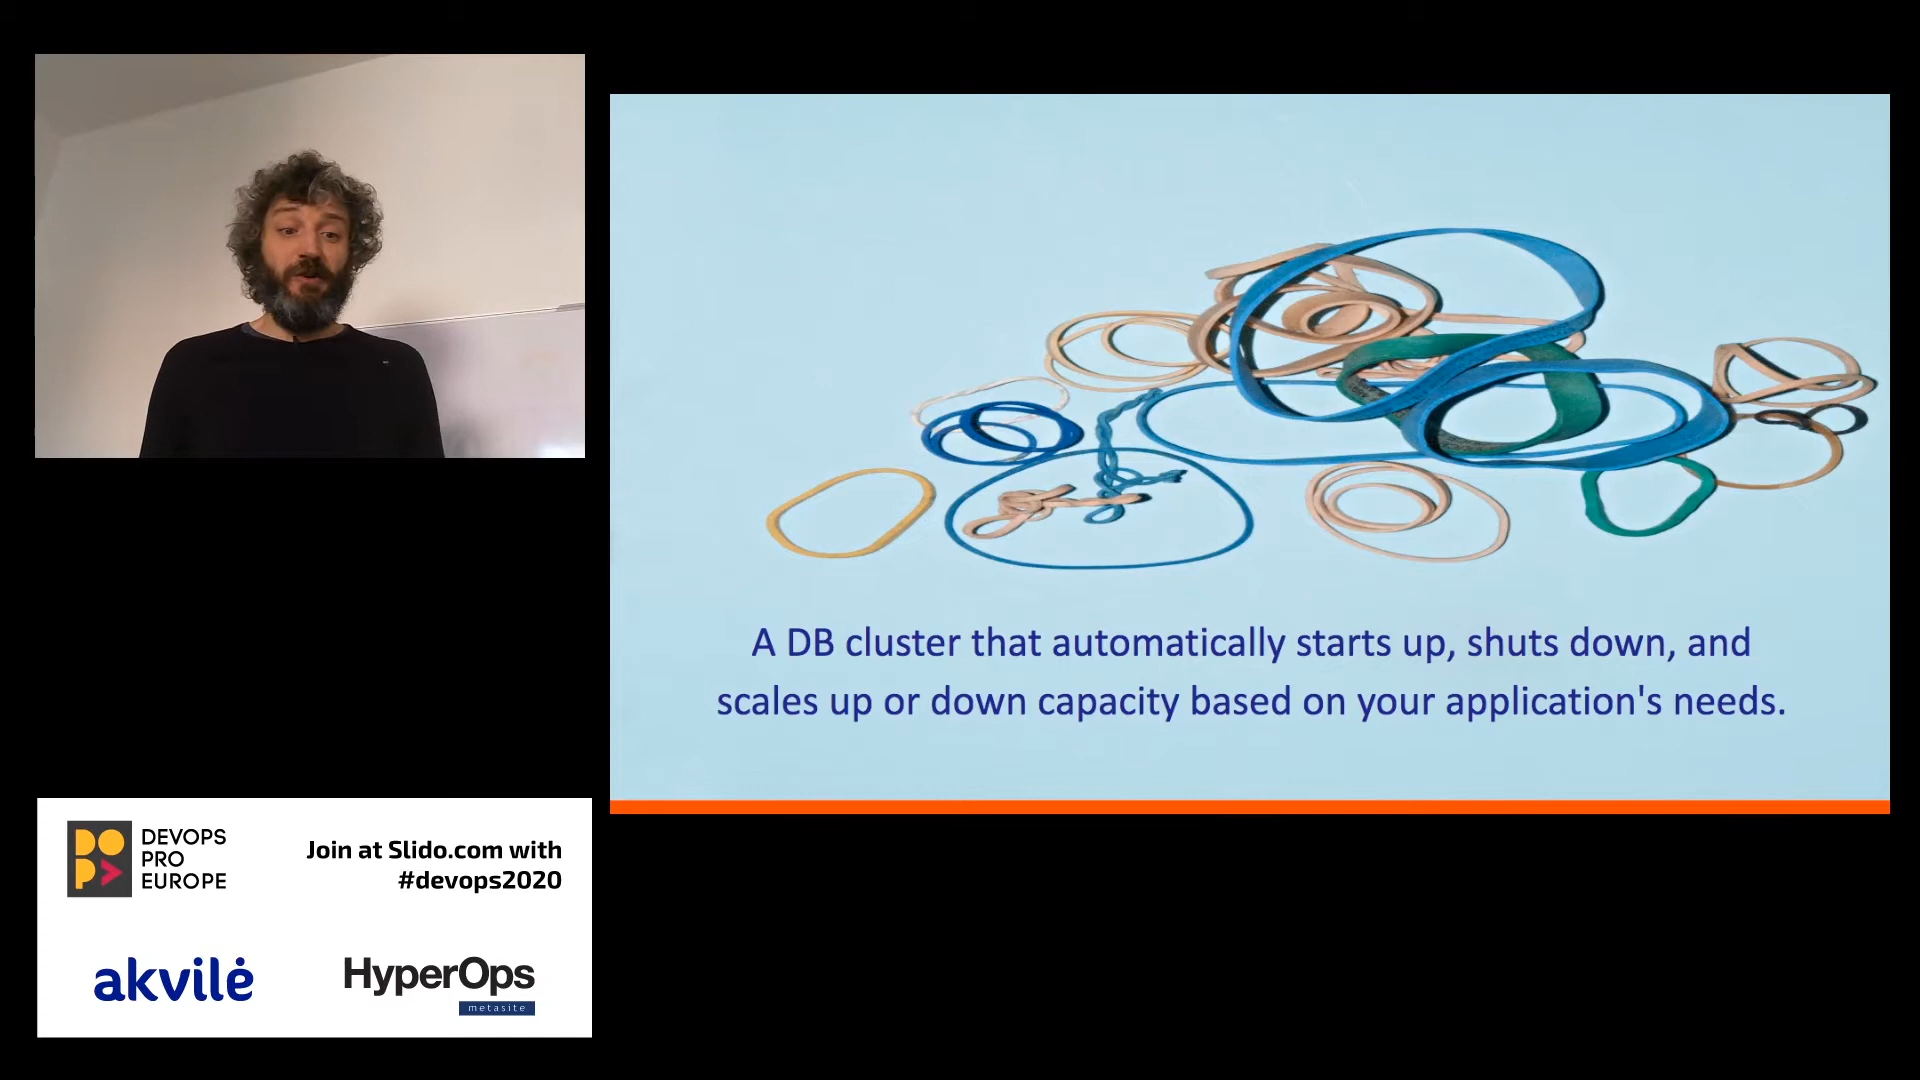 A DB cluster that automatically starts up, shuts down, and
scales up or down capacity based on your application's needs.
DEVOPS
PRO
EUROPE
Join at Slido.com with
#devops2020
akvilė
HyperOps
metasite